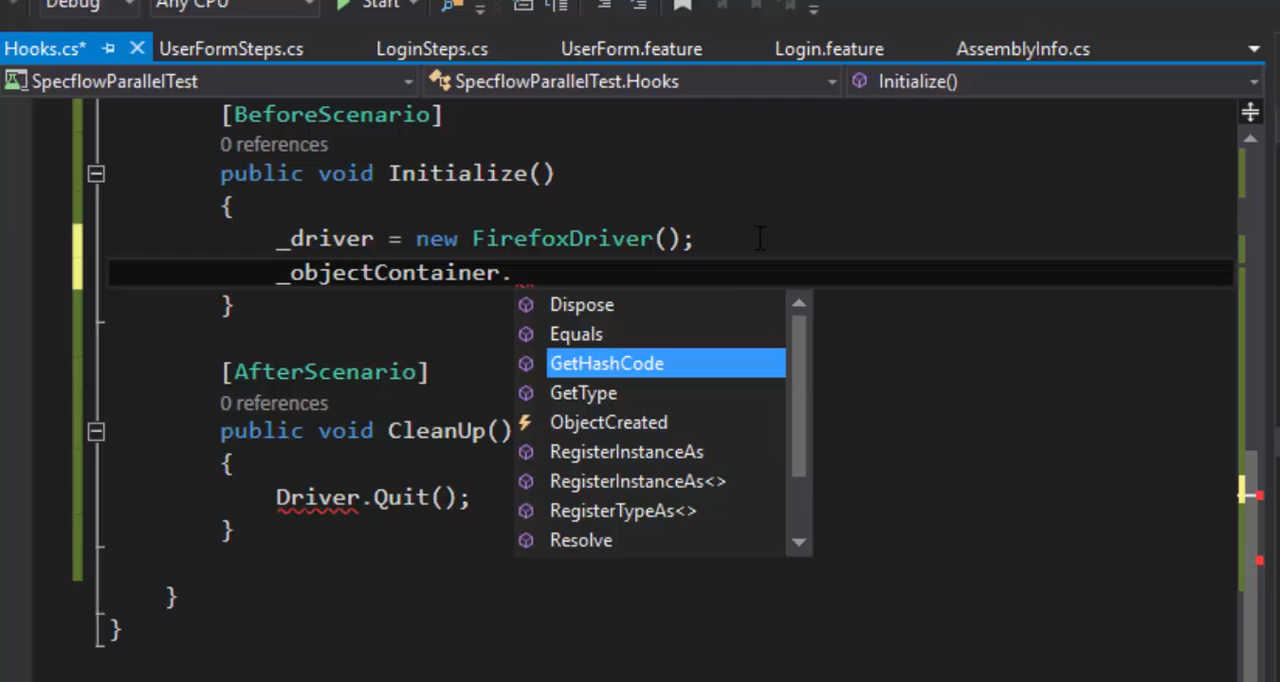 Debug Any CPU Start
Hooks.cs* UserFormSteps.cs LoginSteps.cs UserForm.feature Login.feature AssemblyInfo.cs
SpecflowParallelTest SpecflowParallelTest.Hooks Initialize()
[BeforeScenario]
0 references
public void Initialize()
{
_driver = new FirefoxDriver();
_objectContainer.
}
Dispose
Equals
GetHashCode
GetType
ObjectCreated
RegisterInstanceAs
RegisterInstanceAs<>
RegisterTypeAs<>
Resolve
[AfterScenario]
0 references
public void CleanUp()
{
Driver.Quit();
}
}
}